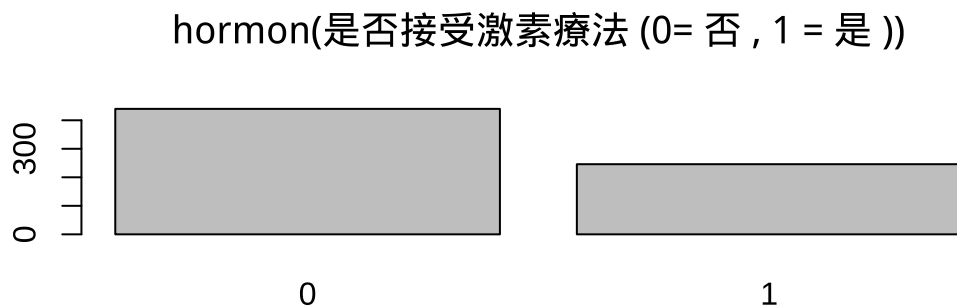 hormon(是否接受激素療法 (0= 否 , 1 = 是 ))
300
0
0
1